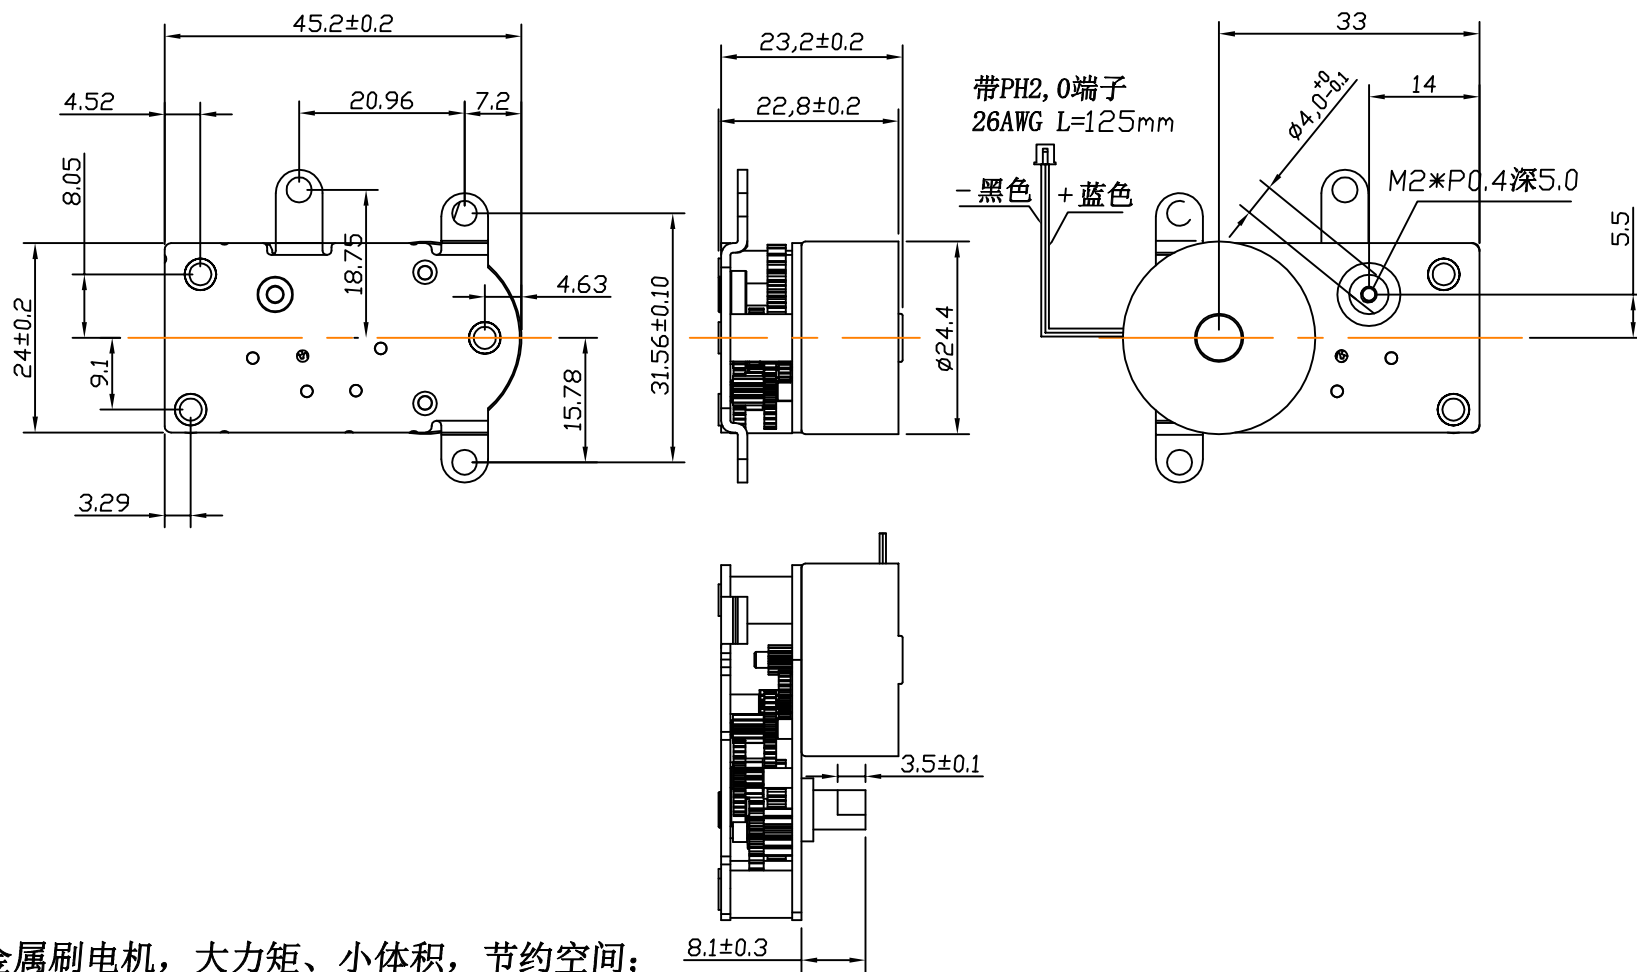 45.2±0.2
4.52
20.96
7.2
8.05
18.75
24±0.2
9.1
4.63
31.56±0.10
15.78
3.29
23,2±0.2
22,8±0.2
ø24.4
带PH2,0端子
26AWG L=125mm
- 黑色
+ 蓝色
33
14
ø4,0+0-0.1
M2*P0.4深5.0
5.5
3.5±0.1
8.1±0.3
金属刷电机，大力矩、小体积，节约空间；